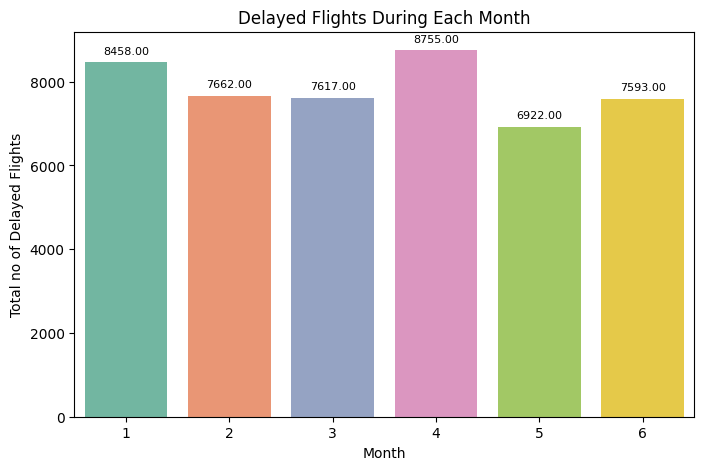 Delayed Flights During Each Month
Total no of Delayed Flights
8000
6000
4000
2000
0
8458.00
7662.00
7617.00
8755.00
6922.00
7593.00
1 2 3 4 5 6
Month